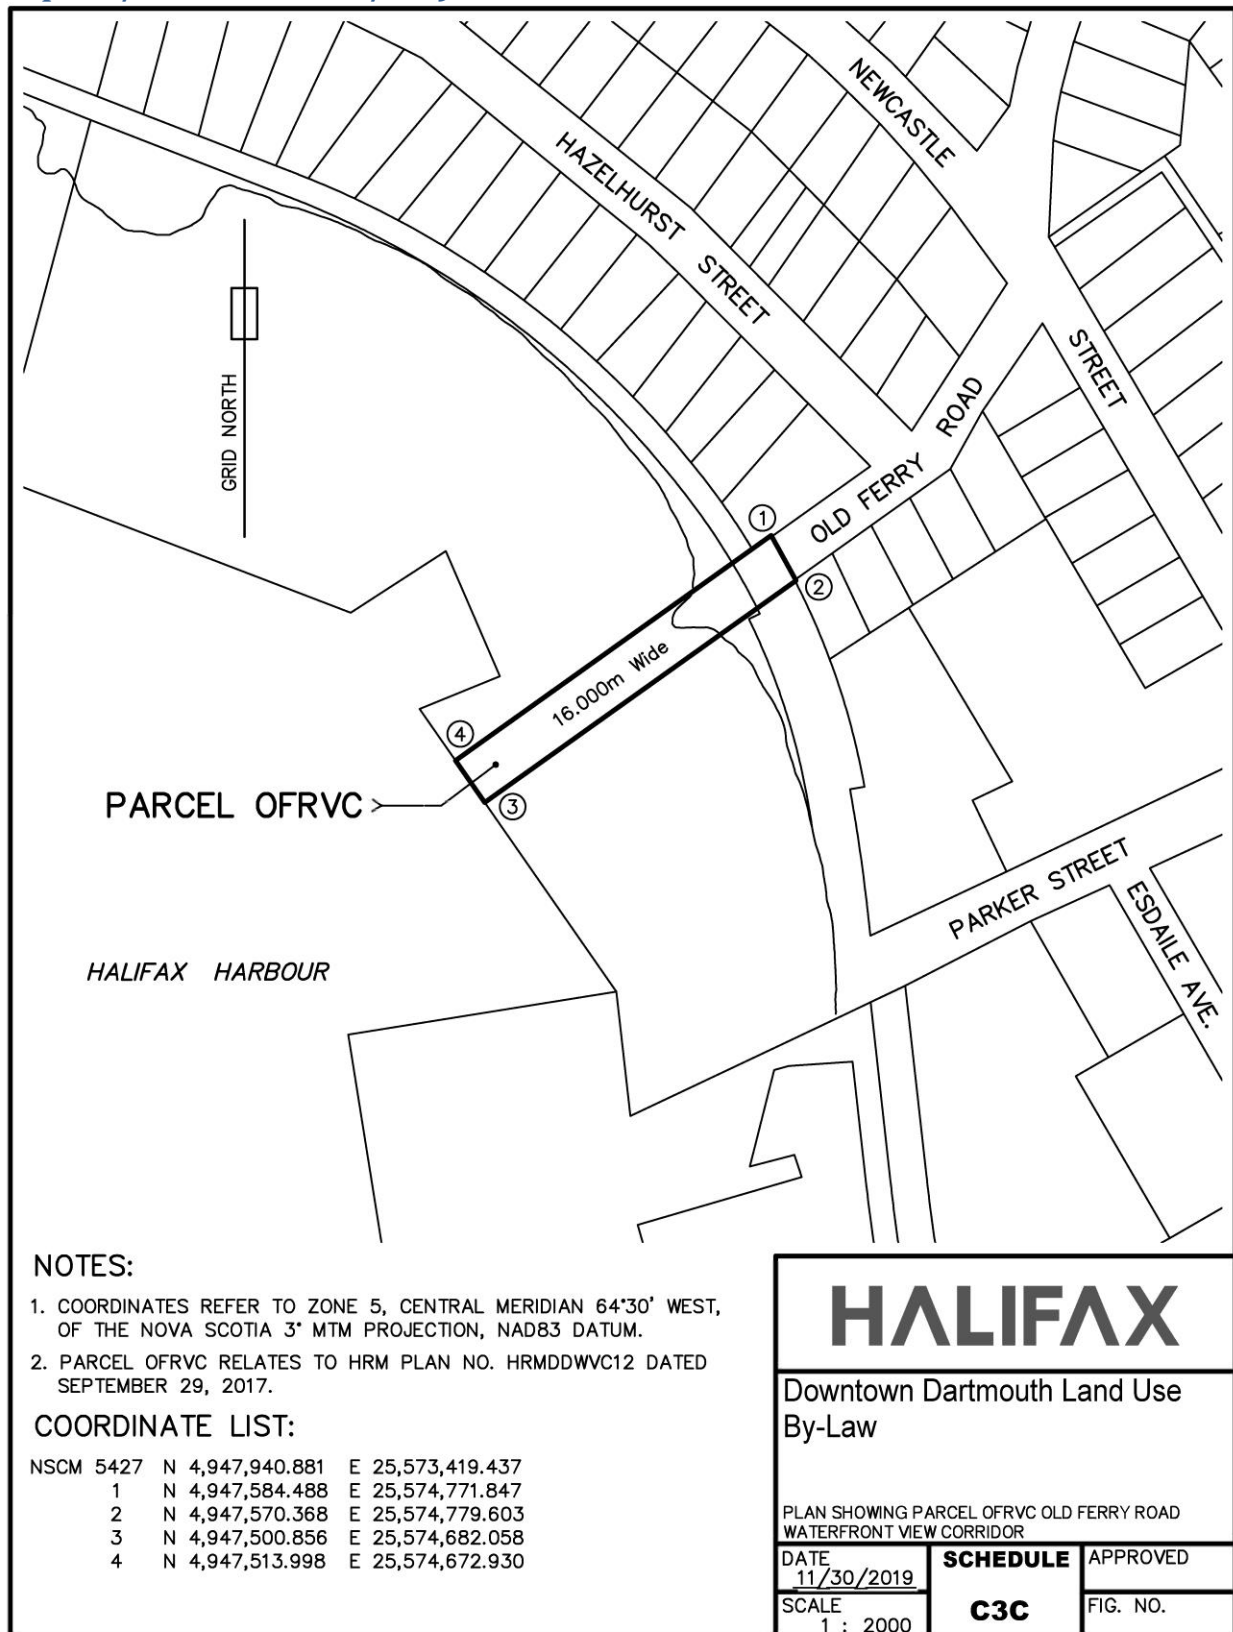 NEWCASTLE
HAZELHURST
STREET
GRID NORTH
STREET
OLD FERRY ROAD
1
2
16.000m Wide
4
PARCEL OFRVC
3
PARKER STREET
ESDAILE AVE.
HALIFAX HARBOUR
NOTES:
1. COORDINATES REFER TO ZONE 5, CENTRAL MERIDIAN 64°30' WEST,
OF THE NOVA SCOTIA 3° MTM PROJECTION, NAD83 DATUM.
2. PARCEL OFRVC RELATES TO HRM PLAN NO. HRMDDWVC12 DATED
SEPTEMBER 29, 2017.
COORDINATE LIST:
NSCM 5427 N 4,947,940.881 E 25,573,419.437
1 N 4,947,584.488 E 25,574,771.847
2 N 4,947,570.368 E 25,574,779.603
3 N 4,947,500.856 E 25,574,682.058
4 N 4,947,513.998 E 25,574,672.930
HALIFAX
Downtown Dartmouth Land Use
By-Law
PLAN SHOWING PARCEL OFRVC OLD FERRY ROAD
WATERFRONT VIEW CORRIDOR
DATE
11/30/2019
SCHEDULE
C3C
APPROVED
SCALE
1 : 2000
FIG. NO.